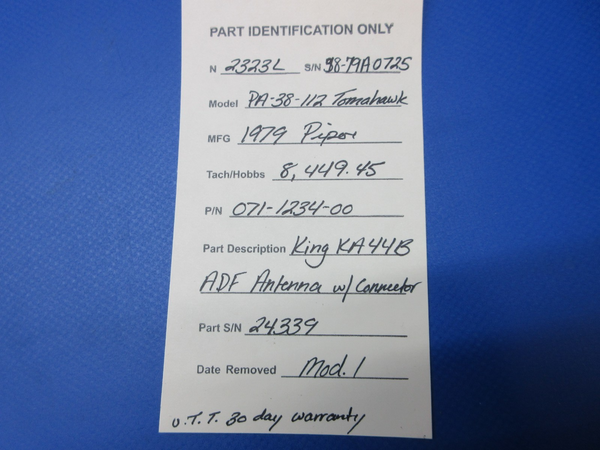 PART IDENTIFICATION ONLY
N 2323L S/N 38-79A0725
Model PA-38-112 Tomahawk
MFG 1979 Piper
Tach/Hobbs 8,449.45
P/N 071-1234-00
Part Description King KA44B
ADF Antenna w/ Connector
Part S/N 24339
Date Removed Mod. 1
U.T.T. 30 day warranty